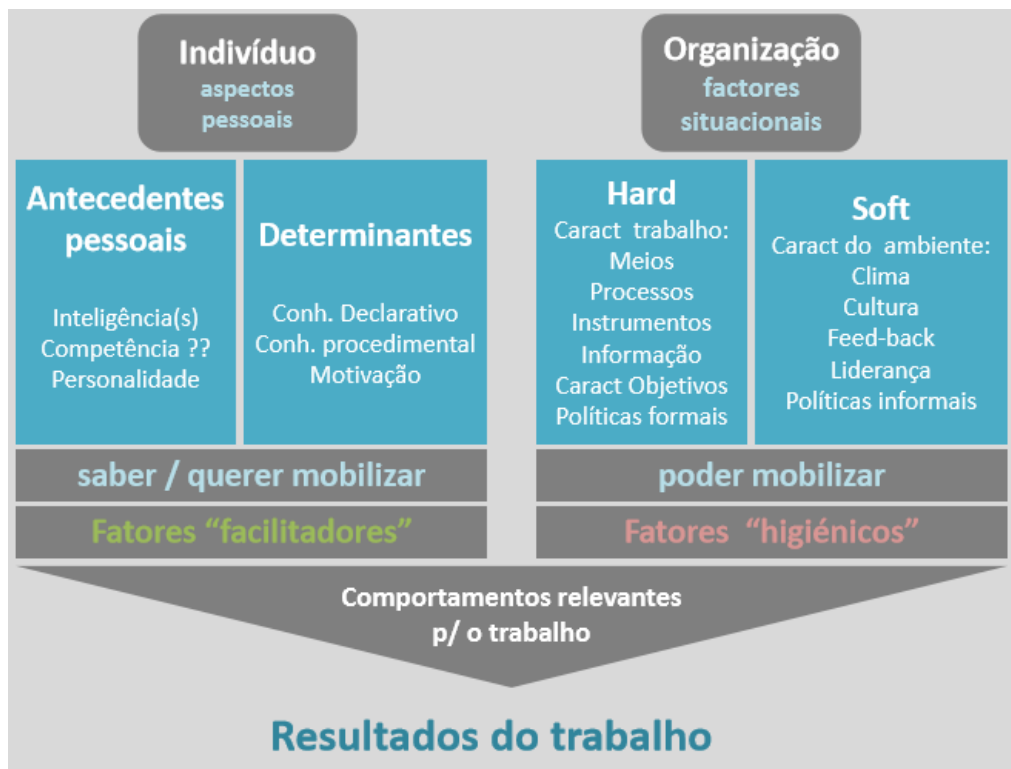 Indivíduo
aspectos
pessoais
Organização
factores
situacionais
Antecedentes
pessoais
Inteligência(s)
Competência ??
Personalidade
Determinantes
Conh. Declarativo
Conh. procedimental
Motivação
Hard
Caract trabalho:
Meios
Processos
Instrumentos
Informação
Caract Objetivos
Políticas formais
Soft
Caract do ambiente:
Clima
Cultura
Feed-back
Liderança
Políticas informais
saber / querer mobilizar
poder mobilizar
Fatores “facilitadores”
Fatores “higiénicos”
Comportamentos relevantes
p/ o trabalho
Resultados do trabalho